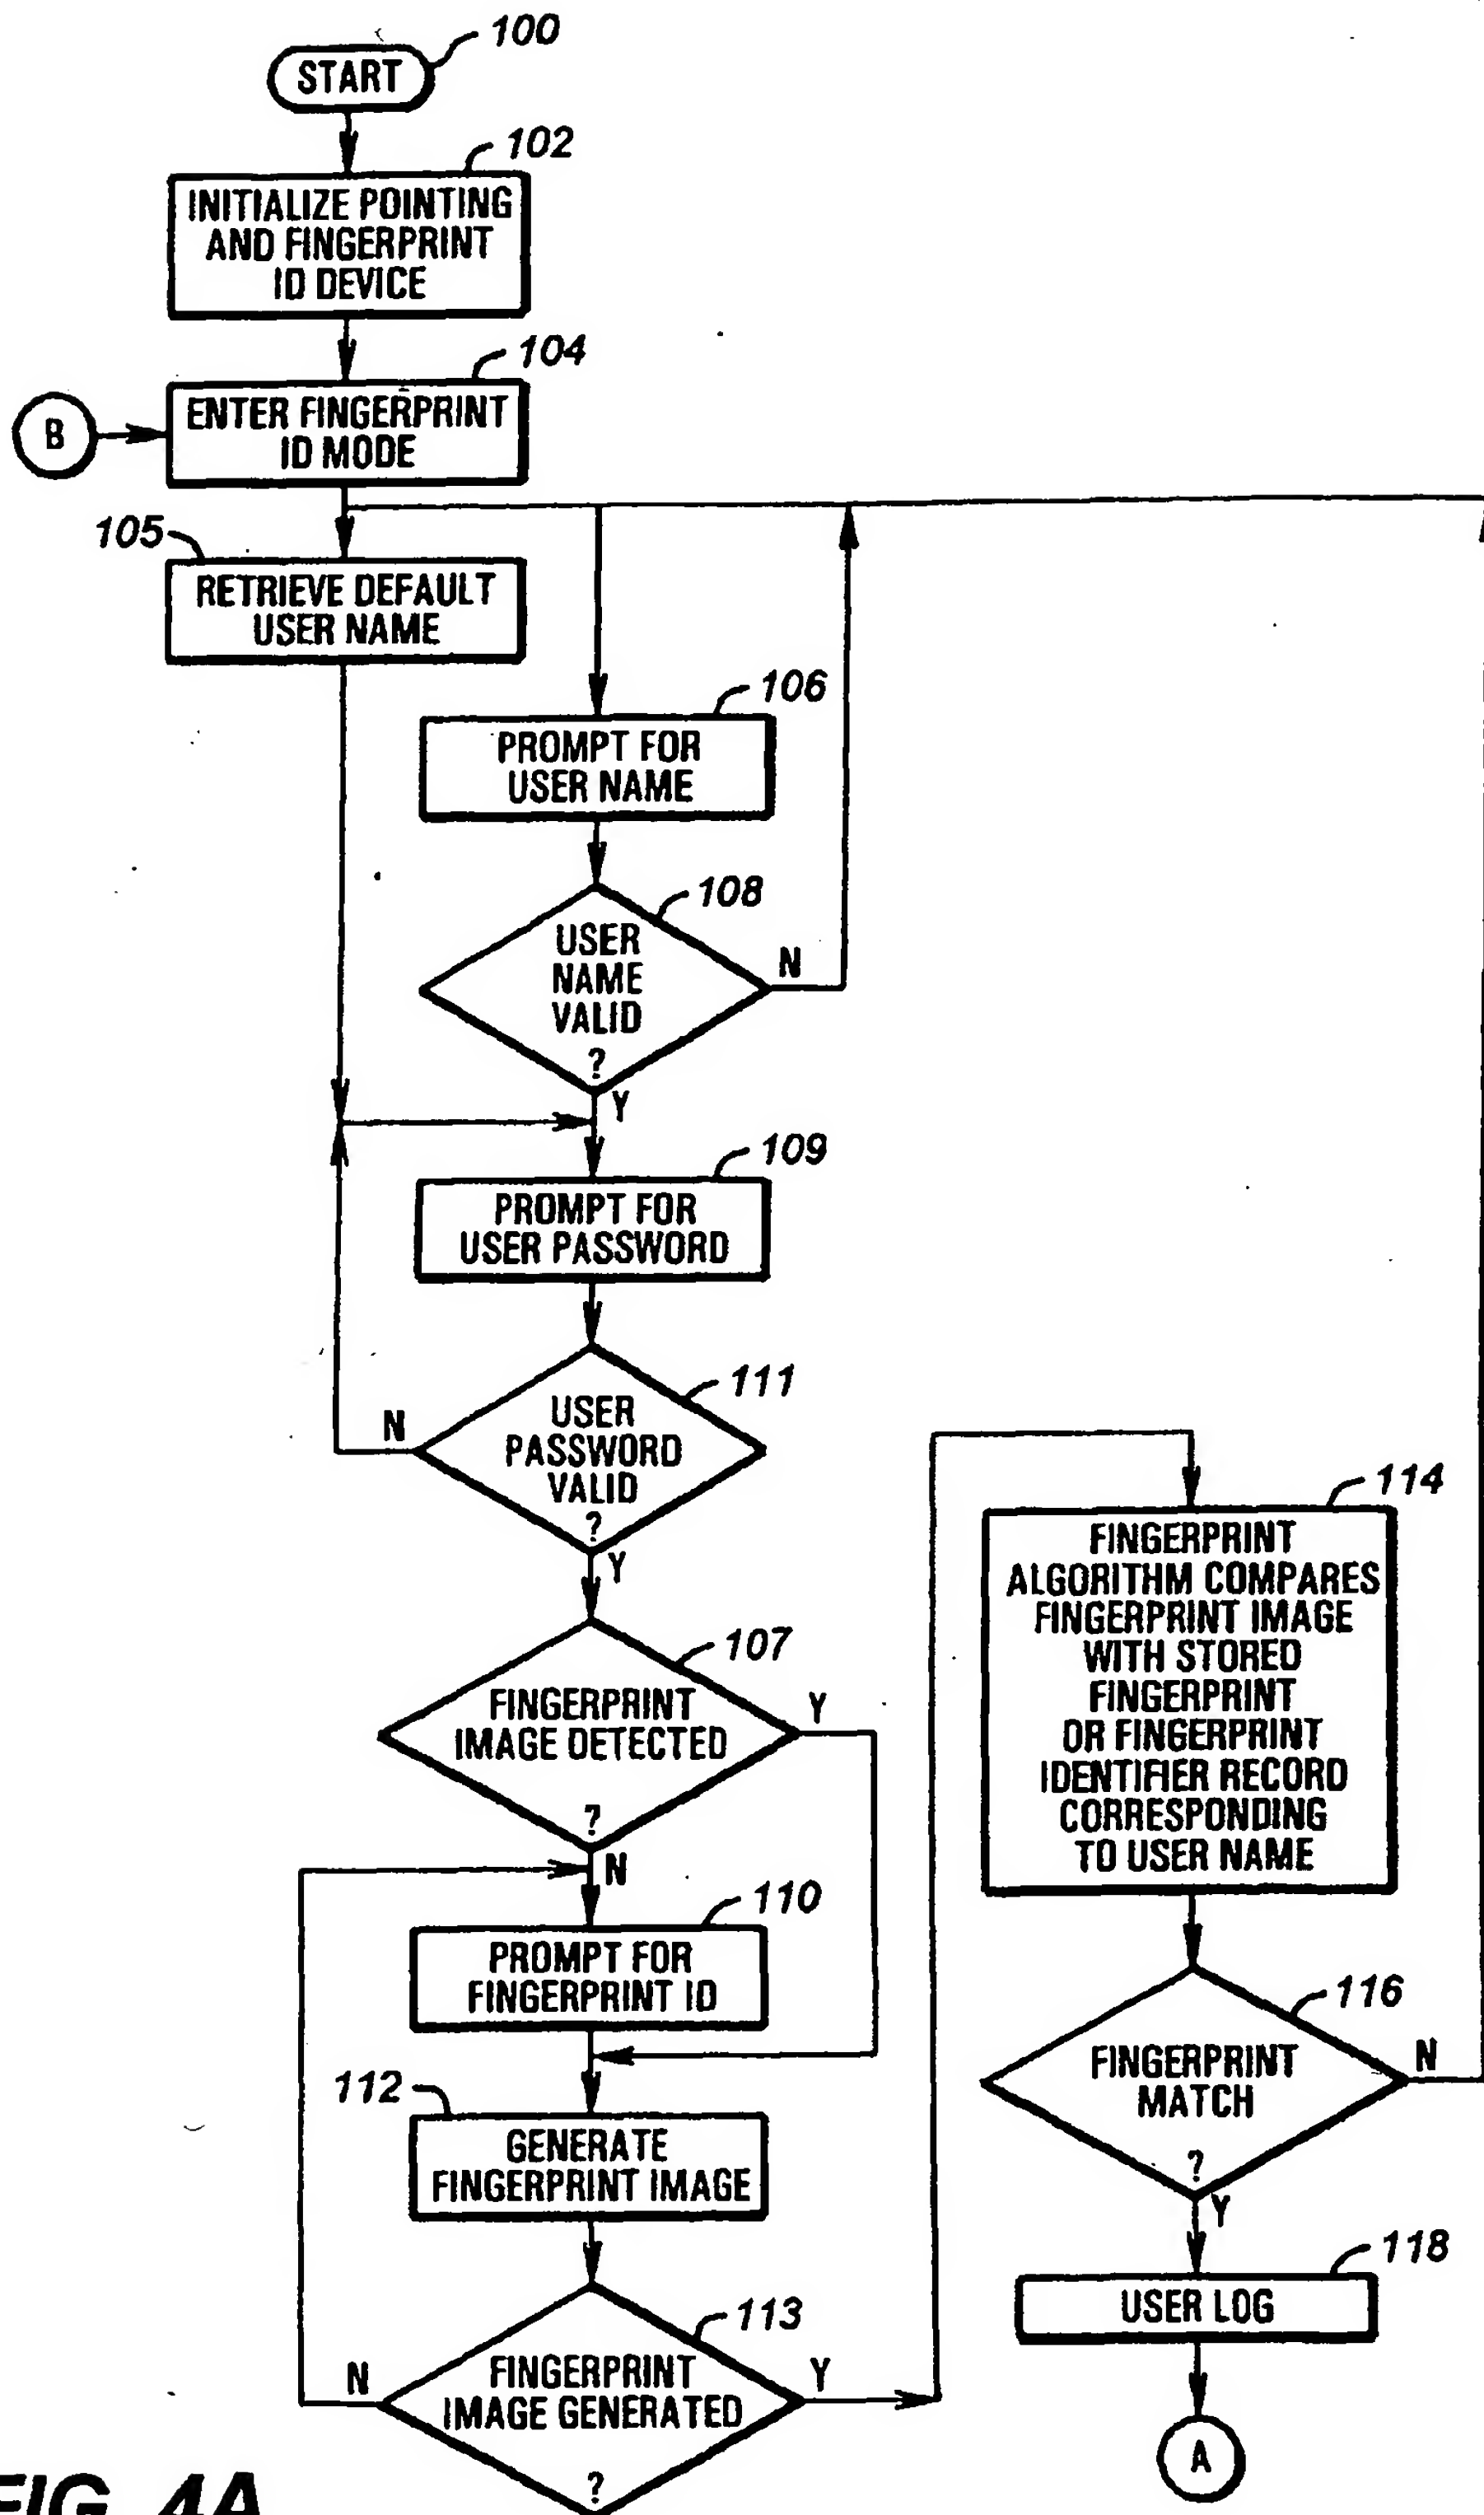 100
START
102
INITIALIZE POINTING
AND FINGERPRINT
ID DEVICE
104
B
ENTER FINGERPRINT
ID MODE
105
RETRIEVE DEFAULT
USER NAME
106
PROMPT FOR
USER NAME
108
USER
NAME
VALID
?
N
Y
109
PROMPT FOR
USER PASSWORD
111
USER
PASSWORD
VALID
?
N
Y
107
FINGERPRINT
IMAGE DETECTED
?
Y
N
110
PROMPT FOR
FINGERPRINT ID
112
GENERATE
FINGERPRINT IMAGE
113
FINGERPRINT
IMAGE GENERATED
?
N
Y
114
FINGERPRINT
ALGORITHM COMPARES
FINGERPRINT IMAGE
WITH STORED
FINGERPRINT
OR FINGERPRINT
IDENTIFIER RECORD
CORRESPONDING
TO USER NAME
116
FINGERPRINT
MATCH
?
N
Y
118
USER LOG
A
FIG. 4A